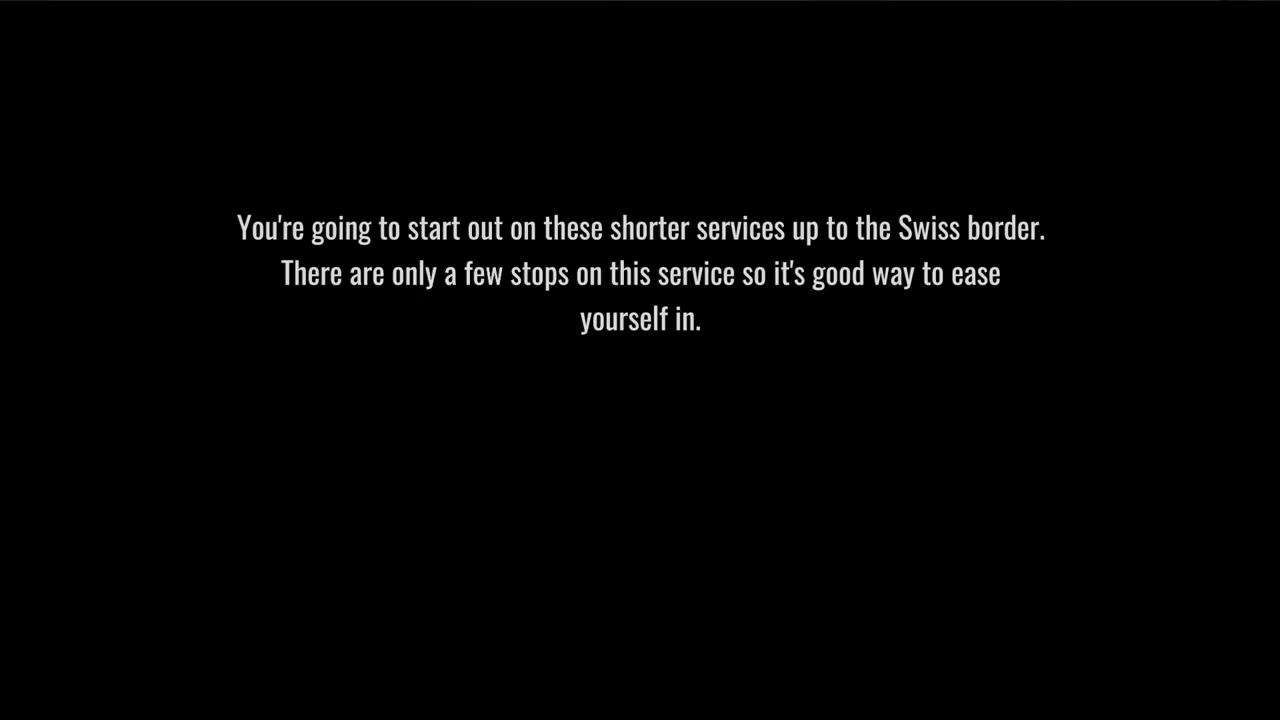 You're going to start out on these shorter services up to the Swiss border.
There are only a few stops on this service so it's good way to ease
yourself in.